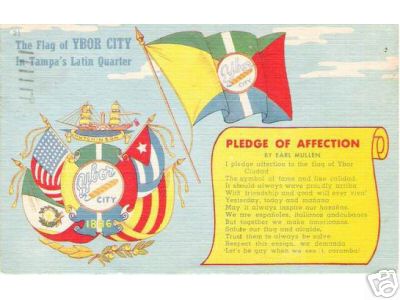 The Flag of YBOR CITY
In Tampa's Latin Quarter
Ybor
CITY
HUTCHINSON
Ybor
CITY
1886
PLEDGE OF AFFECTION
BY EARL MULLEN
I pledge affection to the flag of Ybor
Ciudad
The symbol of fame and fine calidad.
It should always wave proudly arriba
With friendship and good will ever viva!
Yesterday, today and mañana
May it always inspire our
We are españoles, italianos andcubanos
But together we make americanos.
Salute our flag and alcalde,
Trust them to always be salve.
Respect this ensign, we demanda
'Let's be gay when we see it, caramba!